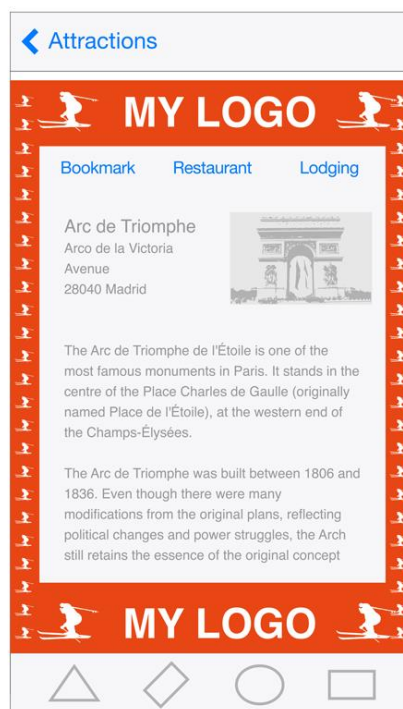 Attractions
MY LOGO
Bookmark Restaurant Lodging
Arc de Triomphe
Arco de la Victoria
Avenue
28040 Madrid
The Arc de Triomphe de l'Étoile is one of the
most famous monuments in Paris. It stands in the
centre of the Place Charles de Gaulle (originally
named Place de l'Étoile), at the western end of
the Champs-Élysées.
The Arc de Triomphe was built between 1806 and
1836. Even though there were many
modifications from the original plans, reflecting
political changes and power struggles, the Arch
still retains the essence of the original concept
MY LOGO